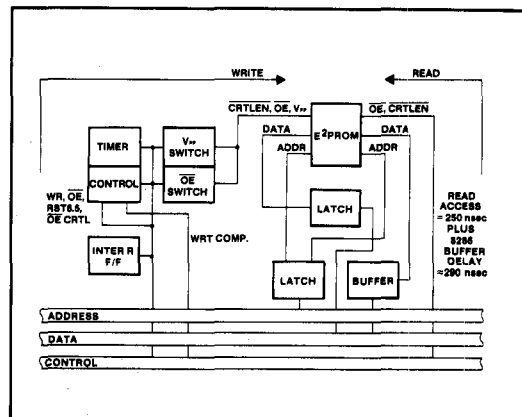 WRITE
READ
CRTLEN, OE, VPP
OE, CRTLEN
TIMER
VPP
SWITCH
DATA
E²PROM
DATA
ADDR
ADDR
CONTROL
OE
SWITCH
WR, OE,
RST6.5,
OE CRTL
LATCH
READ
ACCESS
= 250 nsec
PLUS
8286
BUFFER
DELAY
≈290 nsec
WRT COMP.
INTER R
F/F
LATCH
BUFFER
ADDRESS
DATA
CONTROL